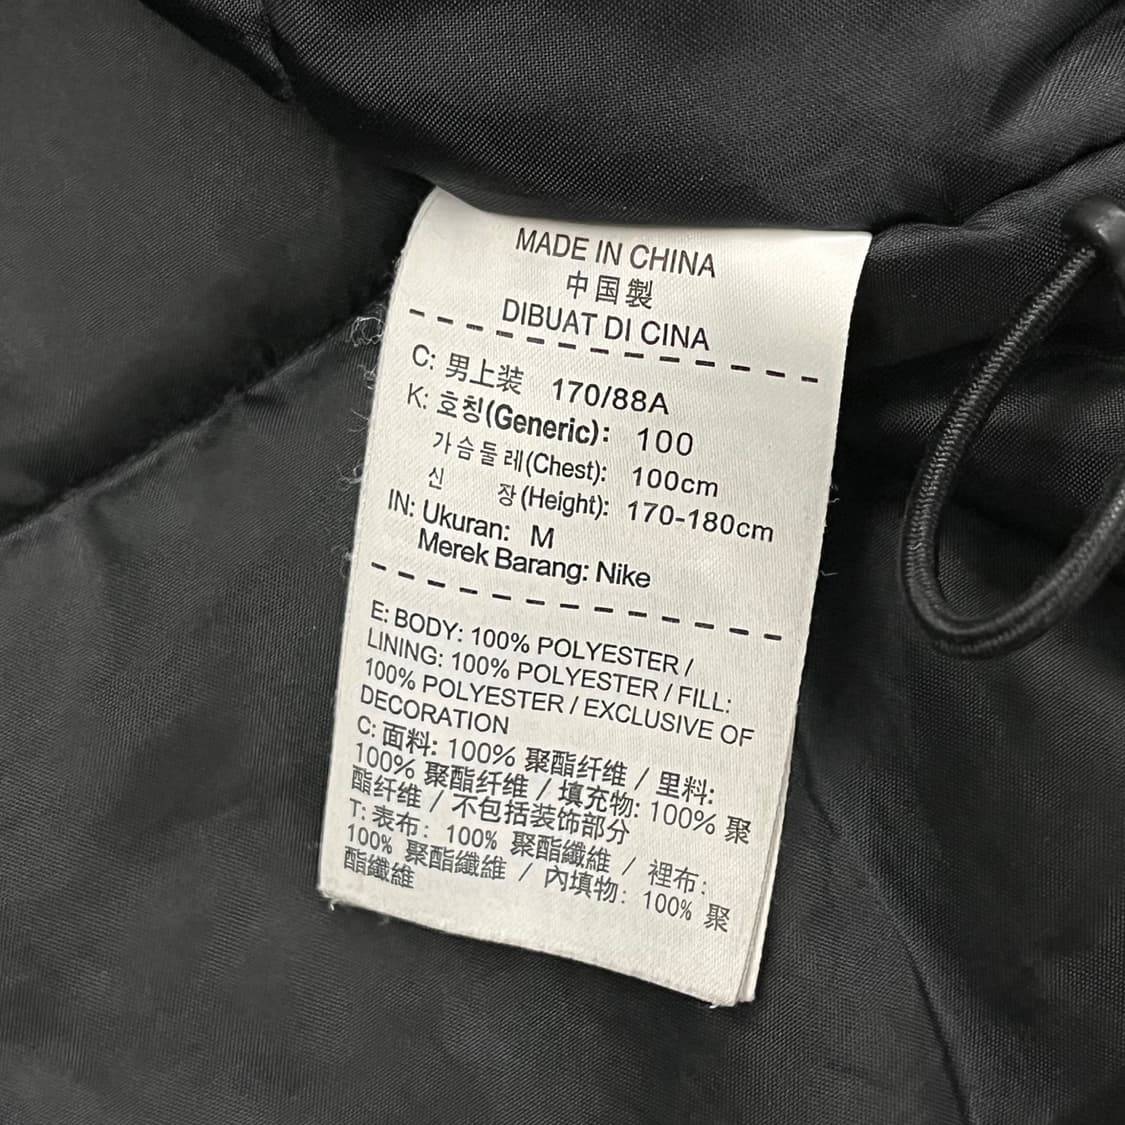 MADE IN CHINA
中国製
DIBUAT DI CINA
C: 男上装 170/88A
K: 호칭(Generic): 100
가슴둘레(Chest): 100cm
신 장(Height): 170-180cm
IN: Ukuran: M
Merek Barang: Nike
E: BODY: 100% POLYESTER /
LINING: 100% POLYESTER / FILL:
100% POLYESTER / EXCLUSIVE OF
DECORATION
C: 面料: 100% 聚酯纤维 / 里料:
100% 聚酯纤维 / 填充物: 100% 聚
酯纤维 / 不包括装饰部分
T: 表布: 100% 聚酯纖維 / 裡布:
100% 聚酯纖維 / 內填物: 100% 聚
酯纖維